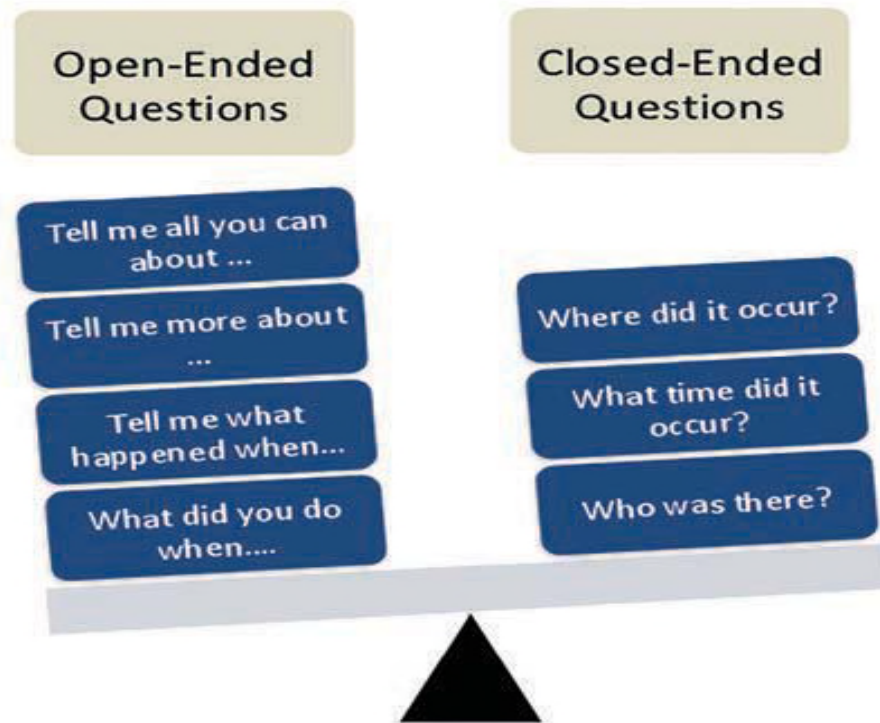 Open-Ended
Questions
Tell me all you can
about ...
Tell me more about
...
Tell me what
happened when...
What did you do
when....
Closed-Ended
Questions
Where did it occur?
What time did it
occur?
Who was there?